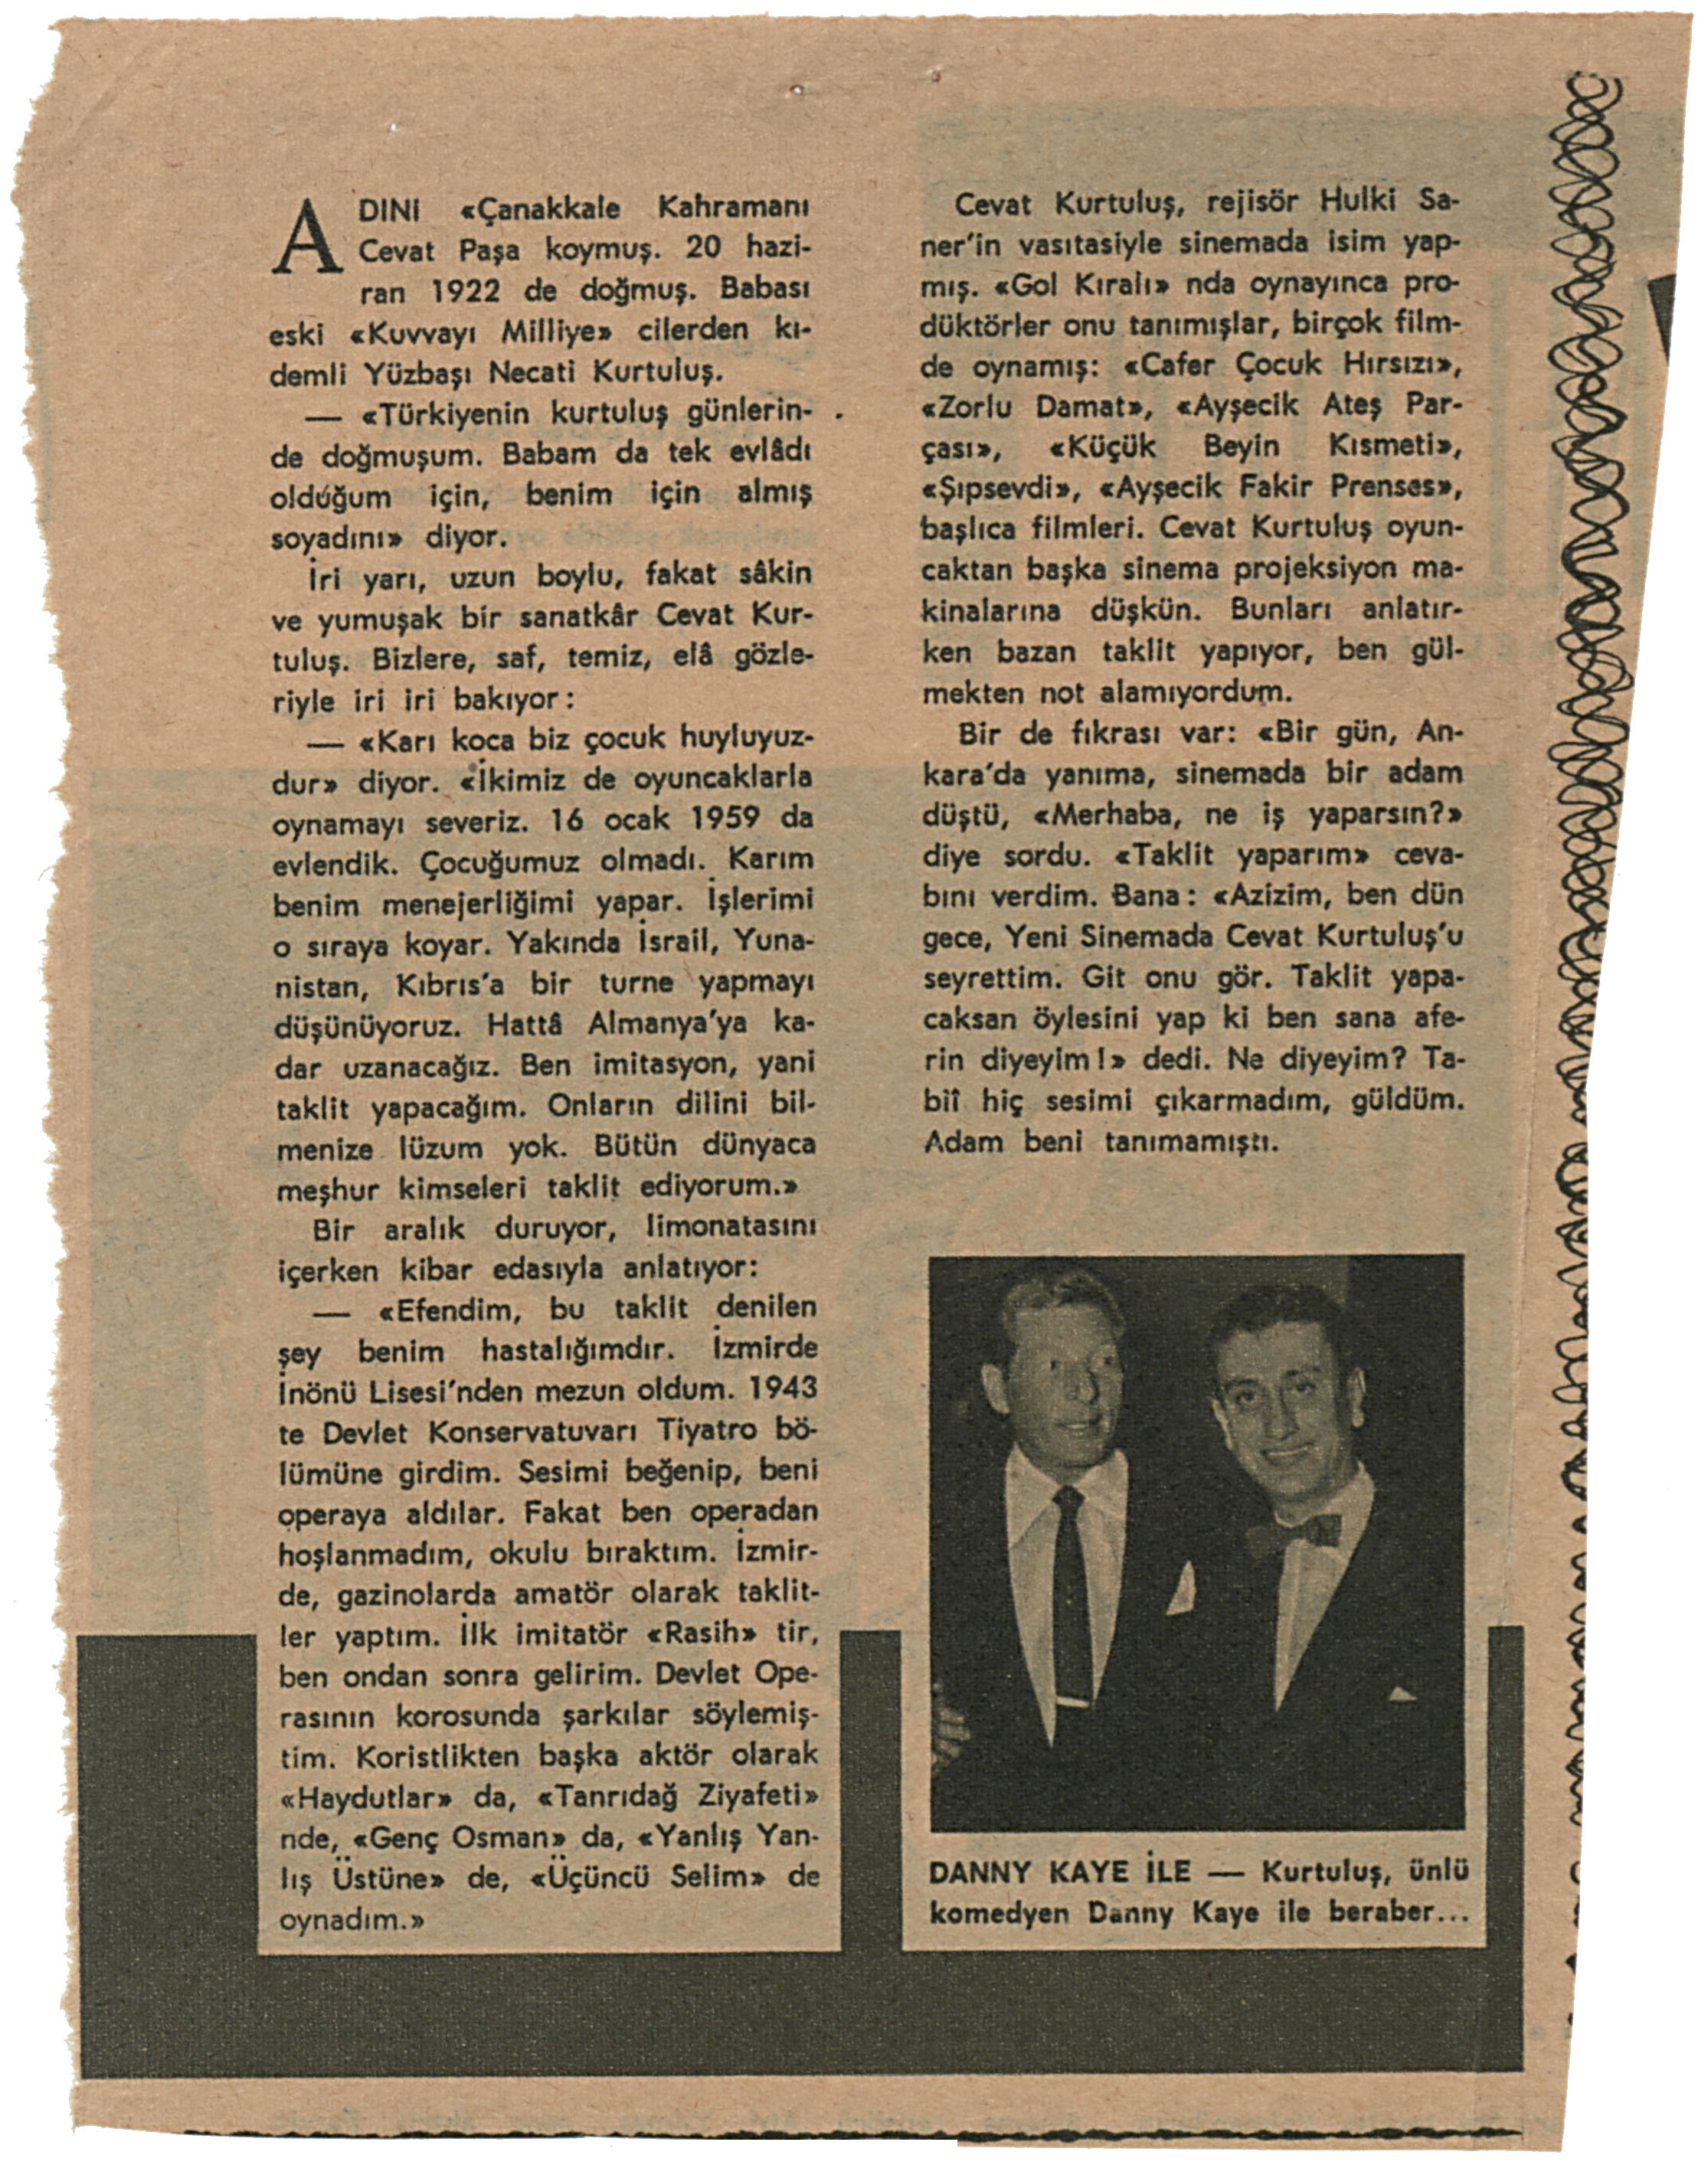 ADINI «Çanakkale Kahramanı
Cevat Paşa koymuş. 20 hazi-
ran 1922 de doğmuş. Babası
eski «Kuvvayı Milliye» cilerden kı-
demli Yüzbaşı Necati Kurtuluş.
— «Türkiyenin kurtuluş günlerin-
de doğmuşum. Babam da tek evlâdı
olduğum için, benim için almış
soyadını» diyor.
İri yarı, uzun boylu, fakat sâkin
ve yumuşak bir sanatkâr Cevat Kur-
tuluş. Bizlere, saf, temiz, elâ gözle-
riyle iri iri bakıyor:
— «Karı koca biz çocuk huyluyuz-
dur» diyor. «İkimiz de oyuncaklarla
oynamayı severiz. 16 ocak 1959 da
evlendik. Çocuğumuz olmadı. Karım
benim menejerliğimi yapar. İşlerimi
o sıraya koyar. Yakında İsrail, Yuna-
nistan, Kıbrıs'a bir turne yapmayı
düşünüyoruz. Hattâ Almanya'ya ka-
dar uzanacağız. Ben imitasyon, yani
taklit yapacağım. Onların dilini bil-
menize lüzum yok. Bütün dünyaca
meşhur kimseleri taklit ediyorum.»
Bir aralık duruyor, limonatasını
içerken kibar edasıyla anlatıyor:
— «Efendim, bu taklit denilen
şey benim hastalığımdır. İzmirde
İnönü Lisesi'nden mezun oldum. 1943
te Devlet Konservatuvarı Tiyatro bö-
lümüne girdim. Sesimi beğenip, beni
operaya aldılar. Fakat ben operadan
hoşlanmadım, okulu bıraktım. İzmir-
de, gazinolarda amatör olarak taklit-
ler yaptım. İlk imitatör «Rasih» tir,
ben ondan sonra gelirim. Devlet Ope-
rasının korosunda şarkılar söylemiş-
tim. Koristlikten başka aktör olarak
«Haydutlar» da, «Tanrıdağ Ziyafeti»
nde, «Genç Osman» da, «Yanlış Yan-
lış Üstüne» de, «Üçüncü Selim» de
oynadım.»
Cevat Kurtuluş, rejisör Hulki Sa-
ner'in vasıtasiyle sinemada isim yap-
mış. «Gol Kıralı» nda oynayınca pro-
düktörler onu tanımışlar, birçok film-
de oynamış: «Cafer Çocuk Hırsızı»,
«Zorlu Damat», «Ayşecik Ateş Par-
çası», «Küçük Beyin Kısmeti»,
«Şıpsevdi», «Ayşecik Fakir Prenses»,
başlıca filmleri. Cevat Kurtuluş oyun-
caktan başka sinema projeksiyon ma-
kinalarına düşkün. Bunları anlatır-
ken bazan taklit yapıyor, ben gül-
mekten not alamıyordum.
Bir de fıkrası var: «Bir gün, An-
kara'da yanıma, sinemada bir adam
düştü, «Merhaba, ne iş yaparsın?»
diye sordu. «Taklit yaparım» ceva-
bını verdim. Bana: «Azizim, ben dün
gece, Yeni Sinemada Cevat Kurtuluş'u
seyrettim. Git onu gör. Taklit yapa-
caksan öylesini yap ki ben sana afe-
rin diyeyim!» dedi. Ne diyeyim? Ta-
biî hiç sesimi çıkarmadım, güldüm.
Adam beni tanımamıştı.
DANNY KAYE İLE — Kurtuluş, ünlü
komedyen Danny Kaye ile beraber...